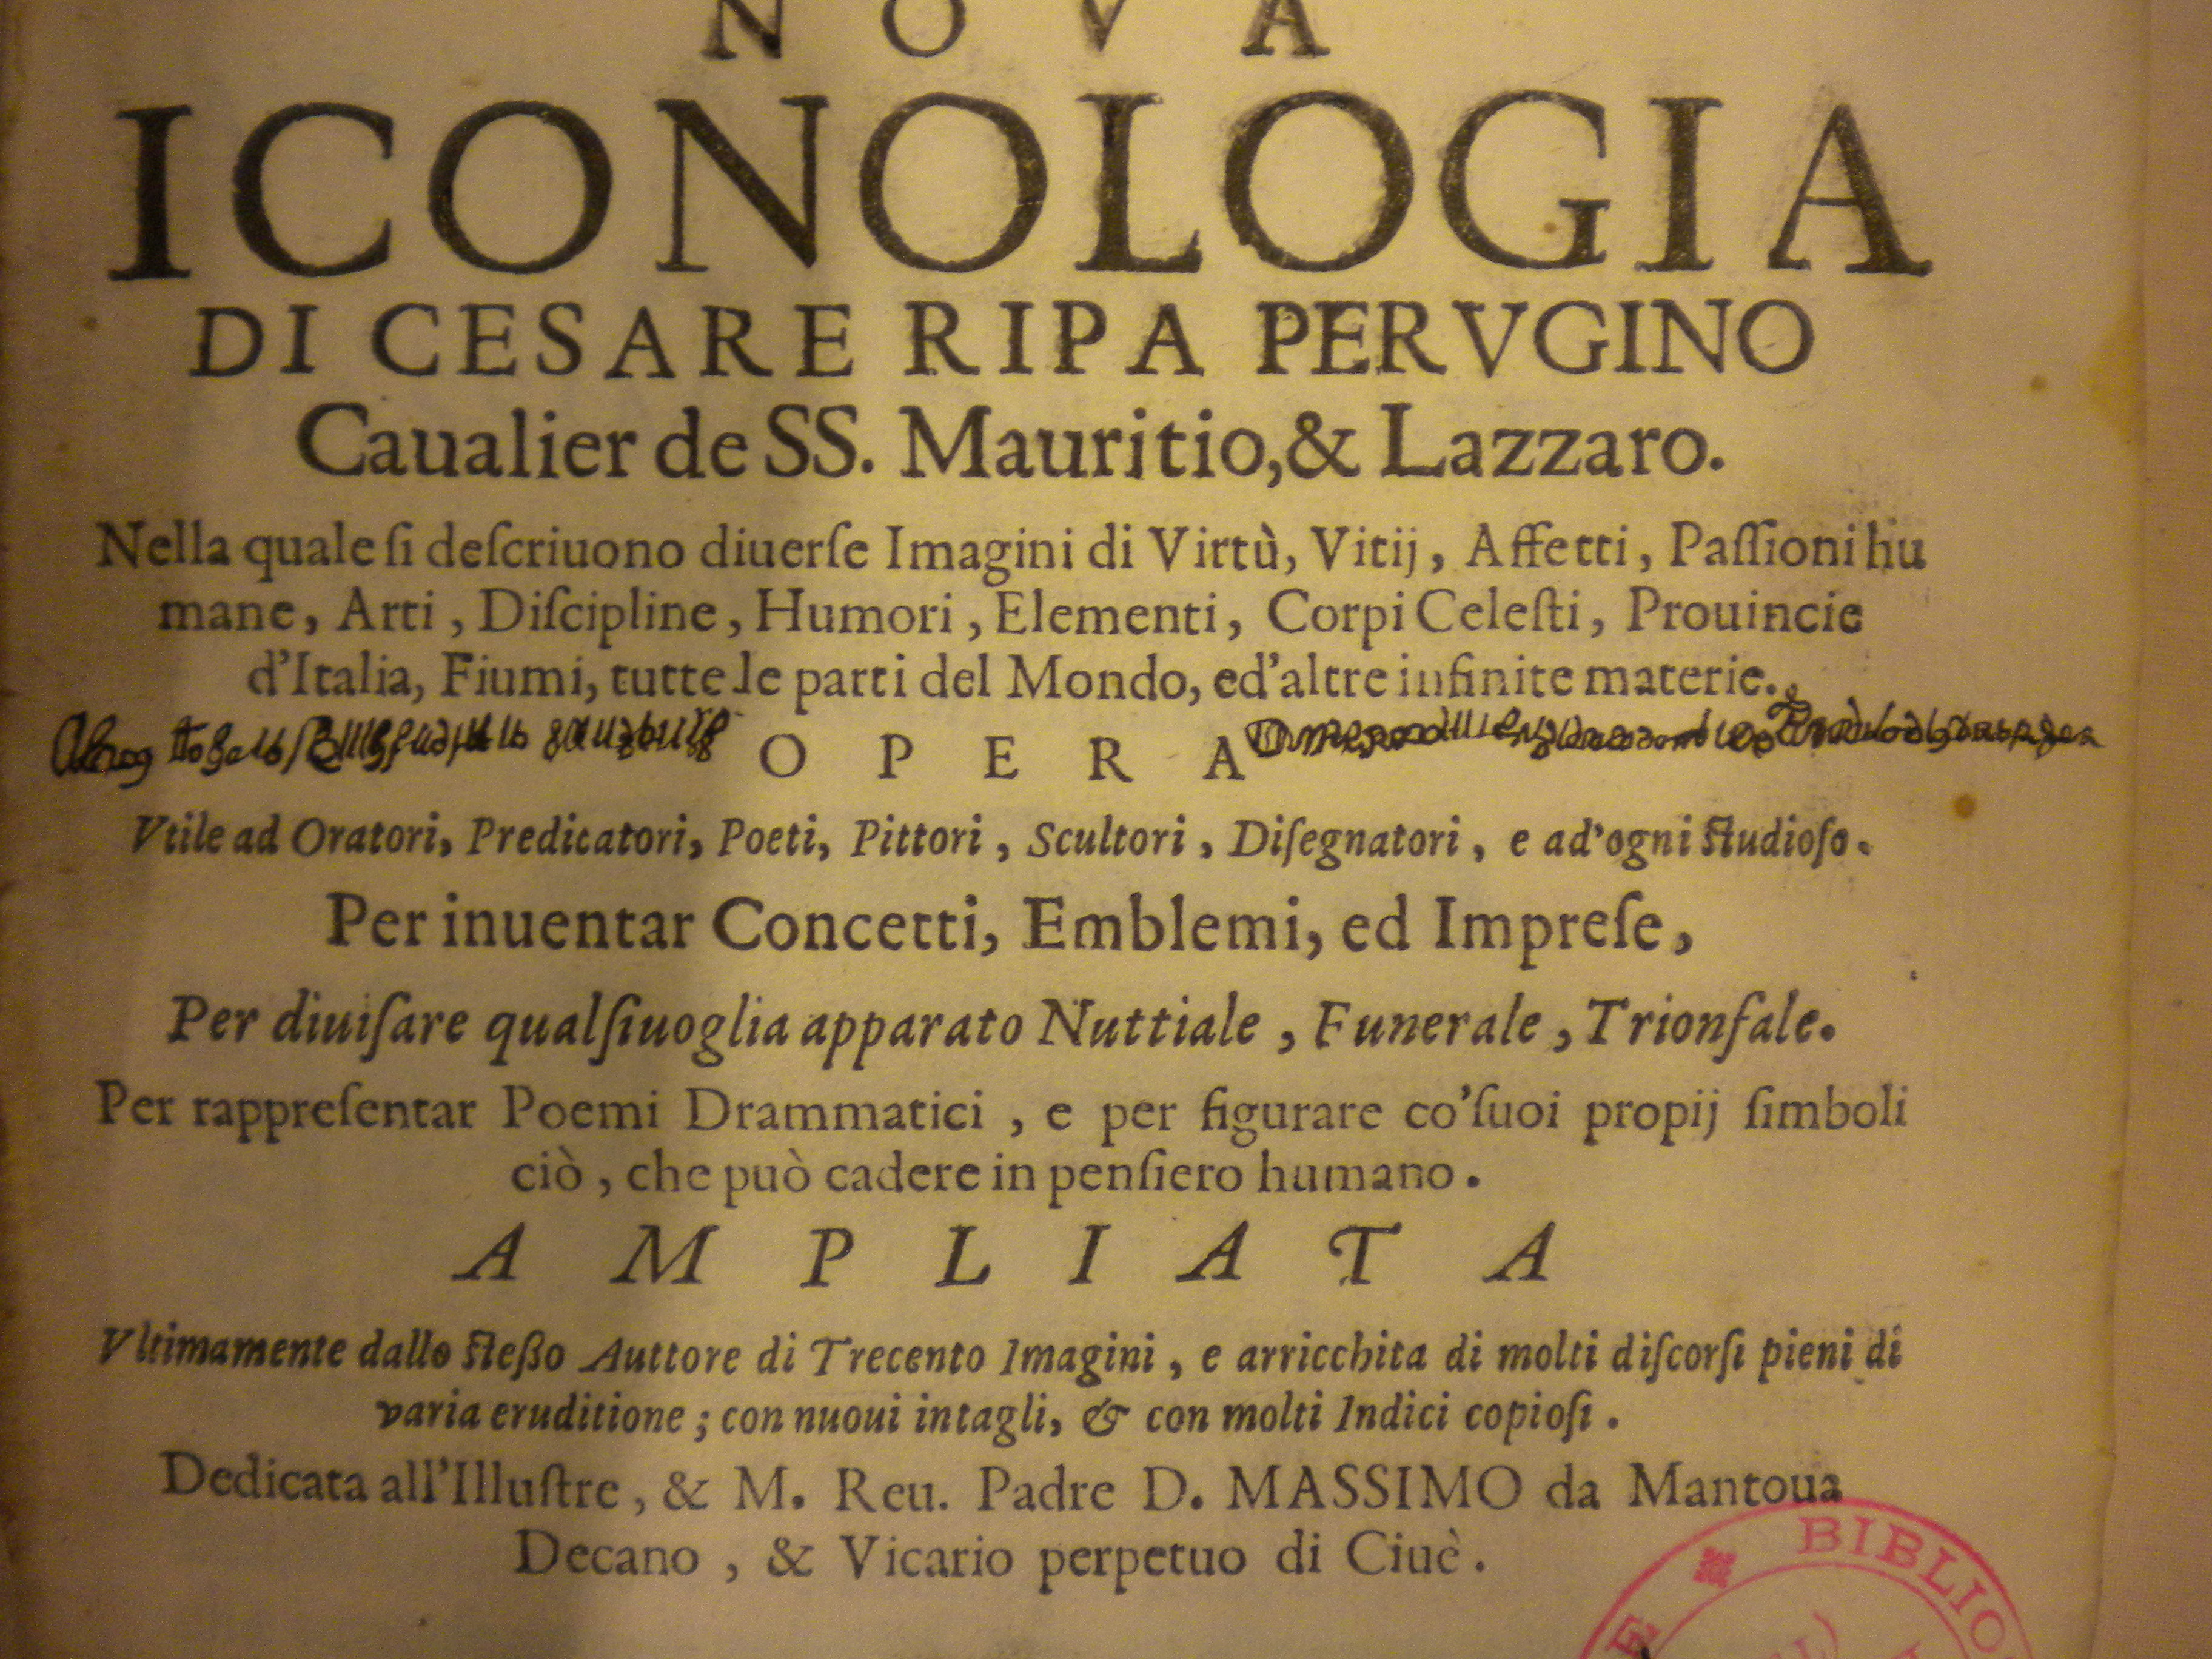 NOVA
ICONOLOGIA
DI CESARE RIPA PERVGINO
Caualier de SS. Mauritio, & Lazzaro.
Nella quale ſi deſcriuono diuerſe Imagini di Virtù, Vitij, Affetti, Paſſioni hu
mane, Arti, Diſcipline, Humori, Elementi, Corpi Celeſti, Prouincie
d'Italia, Fiumi, tutte le parti del Mondo, ed'altre infinite materie.
OPERA
Vtile ad Oratori, Predicatori, Poeti, Pittori, Scultori, Diſegnatori, e ad'ogni ſtudioſo.
Per inuentar Concetti, Emblemi, ed Impreſe,
Per diuiſare qualſiuoglia apparato Nuttiale, Funerale, Trionfale.
Per rappreſentar Poemi Drammatici, e per figurare co'ſuoi propij ſimboli
ciò, che può cadere in penſiero humano.
AMPLIATA
Vltimamente dallo ſteßo Auttore di Trecento Imagini, e arricchita di molti diſcorſi pieni di
varia eruditione; con nuoui intagli, & con molti Indici copioſi.
Dedicata all'Illuſtre, & M. Reu. Padre D. MASSIMO da Mantoua
Decano, & Vicario perpetuo di Ciuè.
BIBLIO